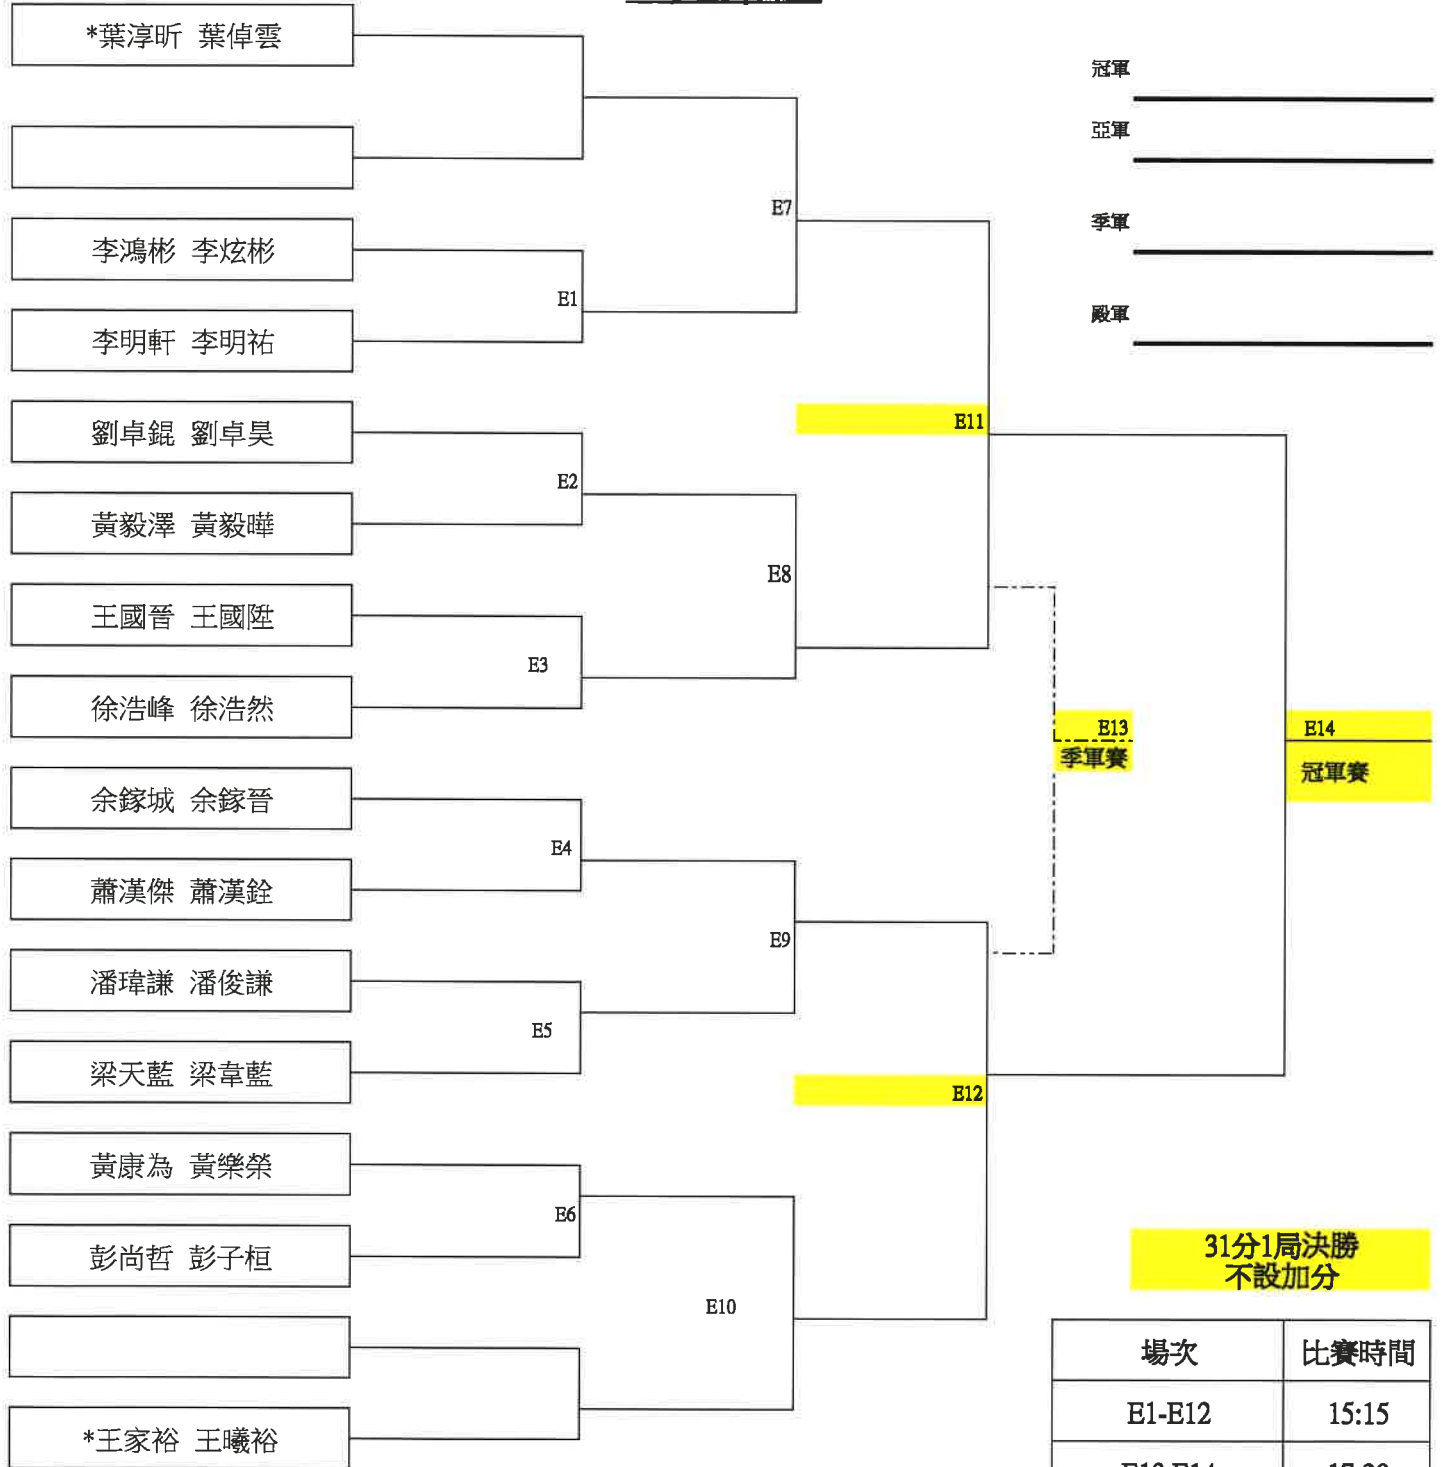 *葉淳昕 葉倬雲
李鴻彬 李炫彬
李明軒 李明祐
劉卓錕 劉卓昊
黃毅澤 黃毅曄
王國晉 王國陞
徐浩峰 徐浩然
余鎵城 余鎵晉
蕭漢傑 蕭漢銓
潘瑋謙 潘俊謙
梁天藍 梁韋藍
黃康為 黃樂榮
彭尚哲 彭子桓
*王家裕 王曦裕
E1
E2
E3
E4
E5
E6
E7
E8
E9
E10
E11
E12
E13
季軍賽
E14
冠軍賽
冠軍
亞軍
季軍
殿軍
31分1局決勝
不設加分
場次 比賽時間
E1-E12 15:15